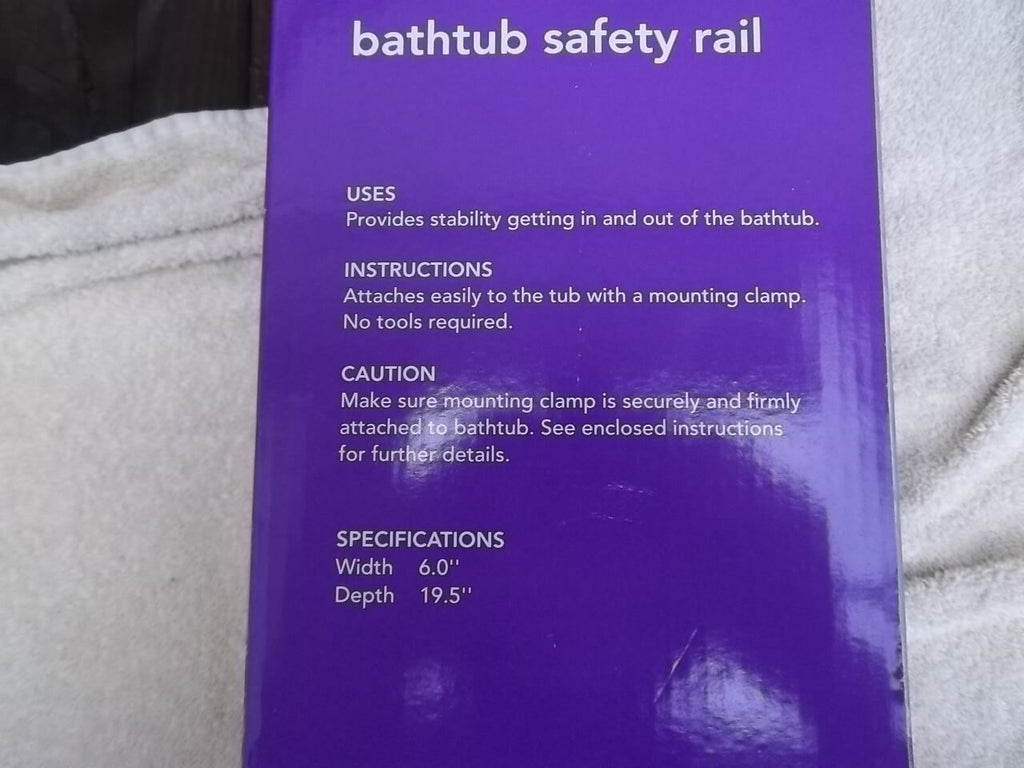 bathtub safety rail
USES
Provides stability getting in and out of the bathtub.
INSTRUCTIONS
Attaches easily to the tub with a mounting clamp.
No tools required.
CAUTION
Make sure mounting clamp is securely and firmly
attached to bathtub. See enclosed instructions
for further details.
SPECIFICATIONS
Width 6.0''
Depth 19.5''